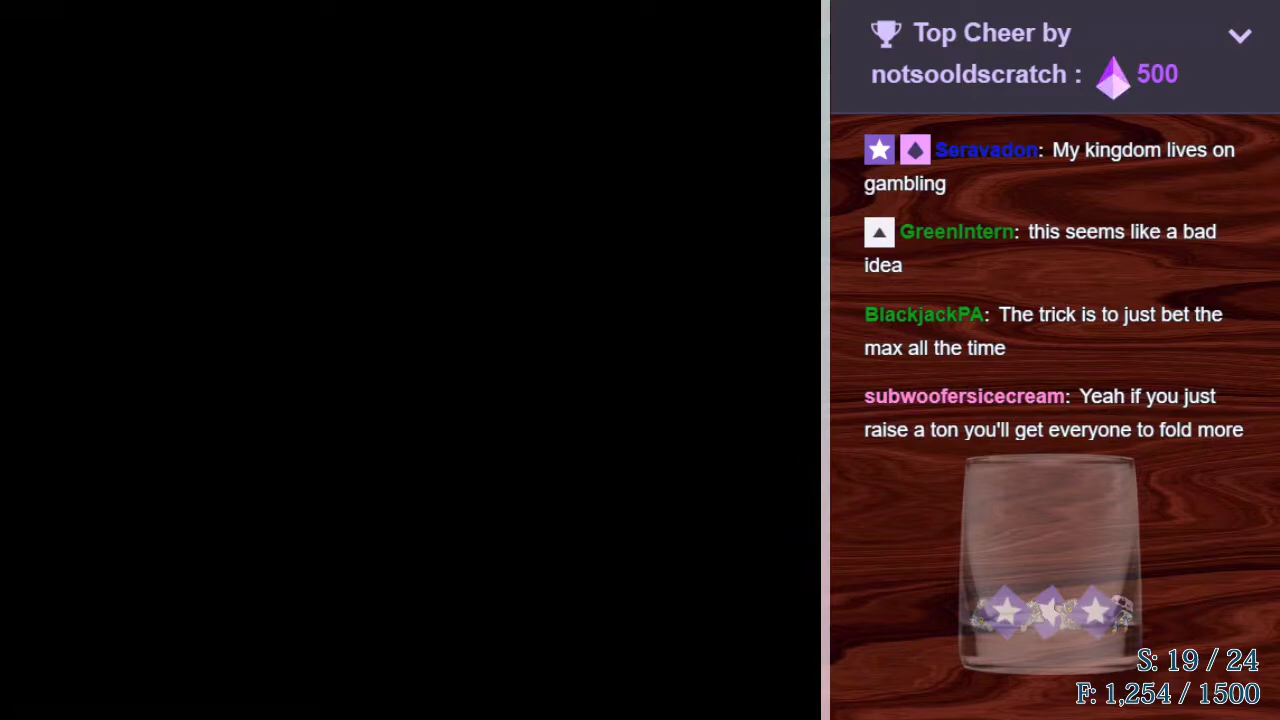 Top Cheer by
notsooldscratch : 500
Seravadon: My kingdom lives on
gambling
GreenIntern: this seems like a bad
idea
BlackjackPA: The trick is to just bet the
max all the time
subwoofersicecream: Yeah if you just
raise a ton you'll get everyone to fold more
S: 19 / 24
F: 1,254 / 1500